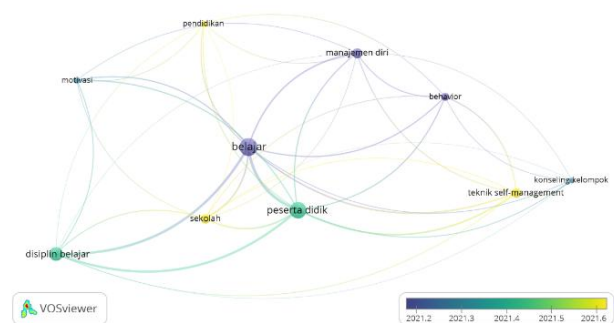 pendidikan
manajemen diri
motivasi
behavior
belajar
konseling kelompok
teknik self-management
peserta didik
sekolah
disiplin belajar
VOSviewer
2021.2 2021.3 2021.4 2021.5 2021.6